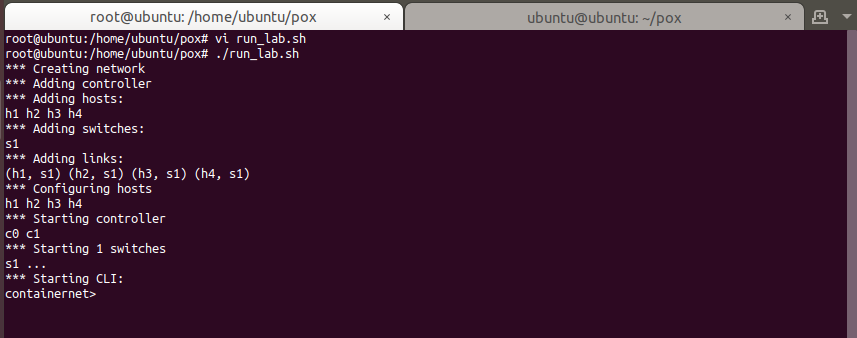 root@ubuntu: /home/ubuntu/pox × ubuntu@ubuntu: ~/pox ×
root@ubuntu:/home/ubuntu/pox# vi run_lab.sh
root@ubuntu:/home/ubuntu/pox# ./run_lab.sh
*** Creating network
*** Adding controller
*** Adding hosts:
h1 h2 h3 h4
*** Adding switches:
s1
*** Adding links:
(h1, s1) (h2, s1) (h3, s1) (h4, s1)
*** Configuring hosts
h1 h2 h3 h4
*** Starting controller
c0 c1
*** Starting 1 switches
s1 ...
*** Starting CLI:
containernet>